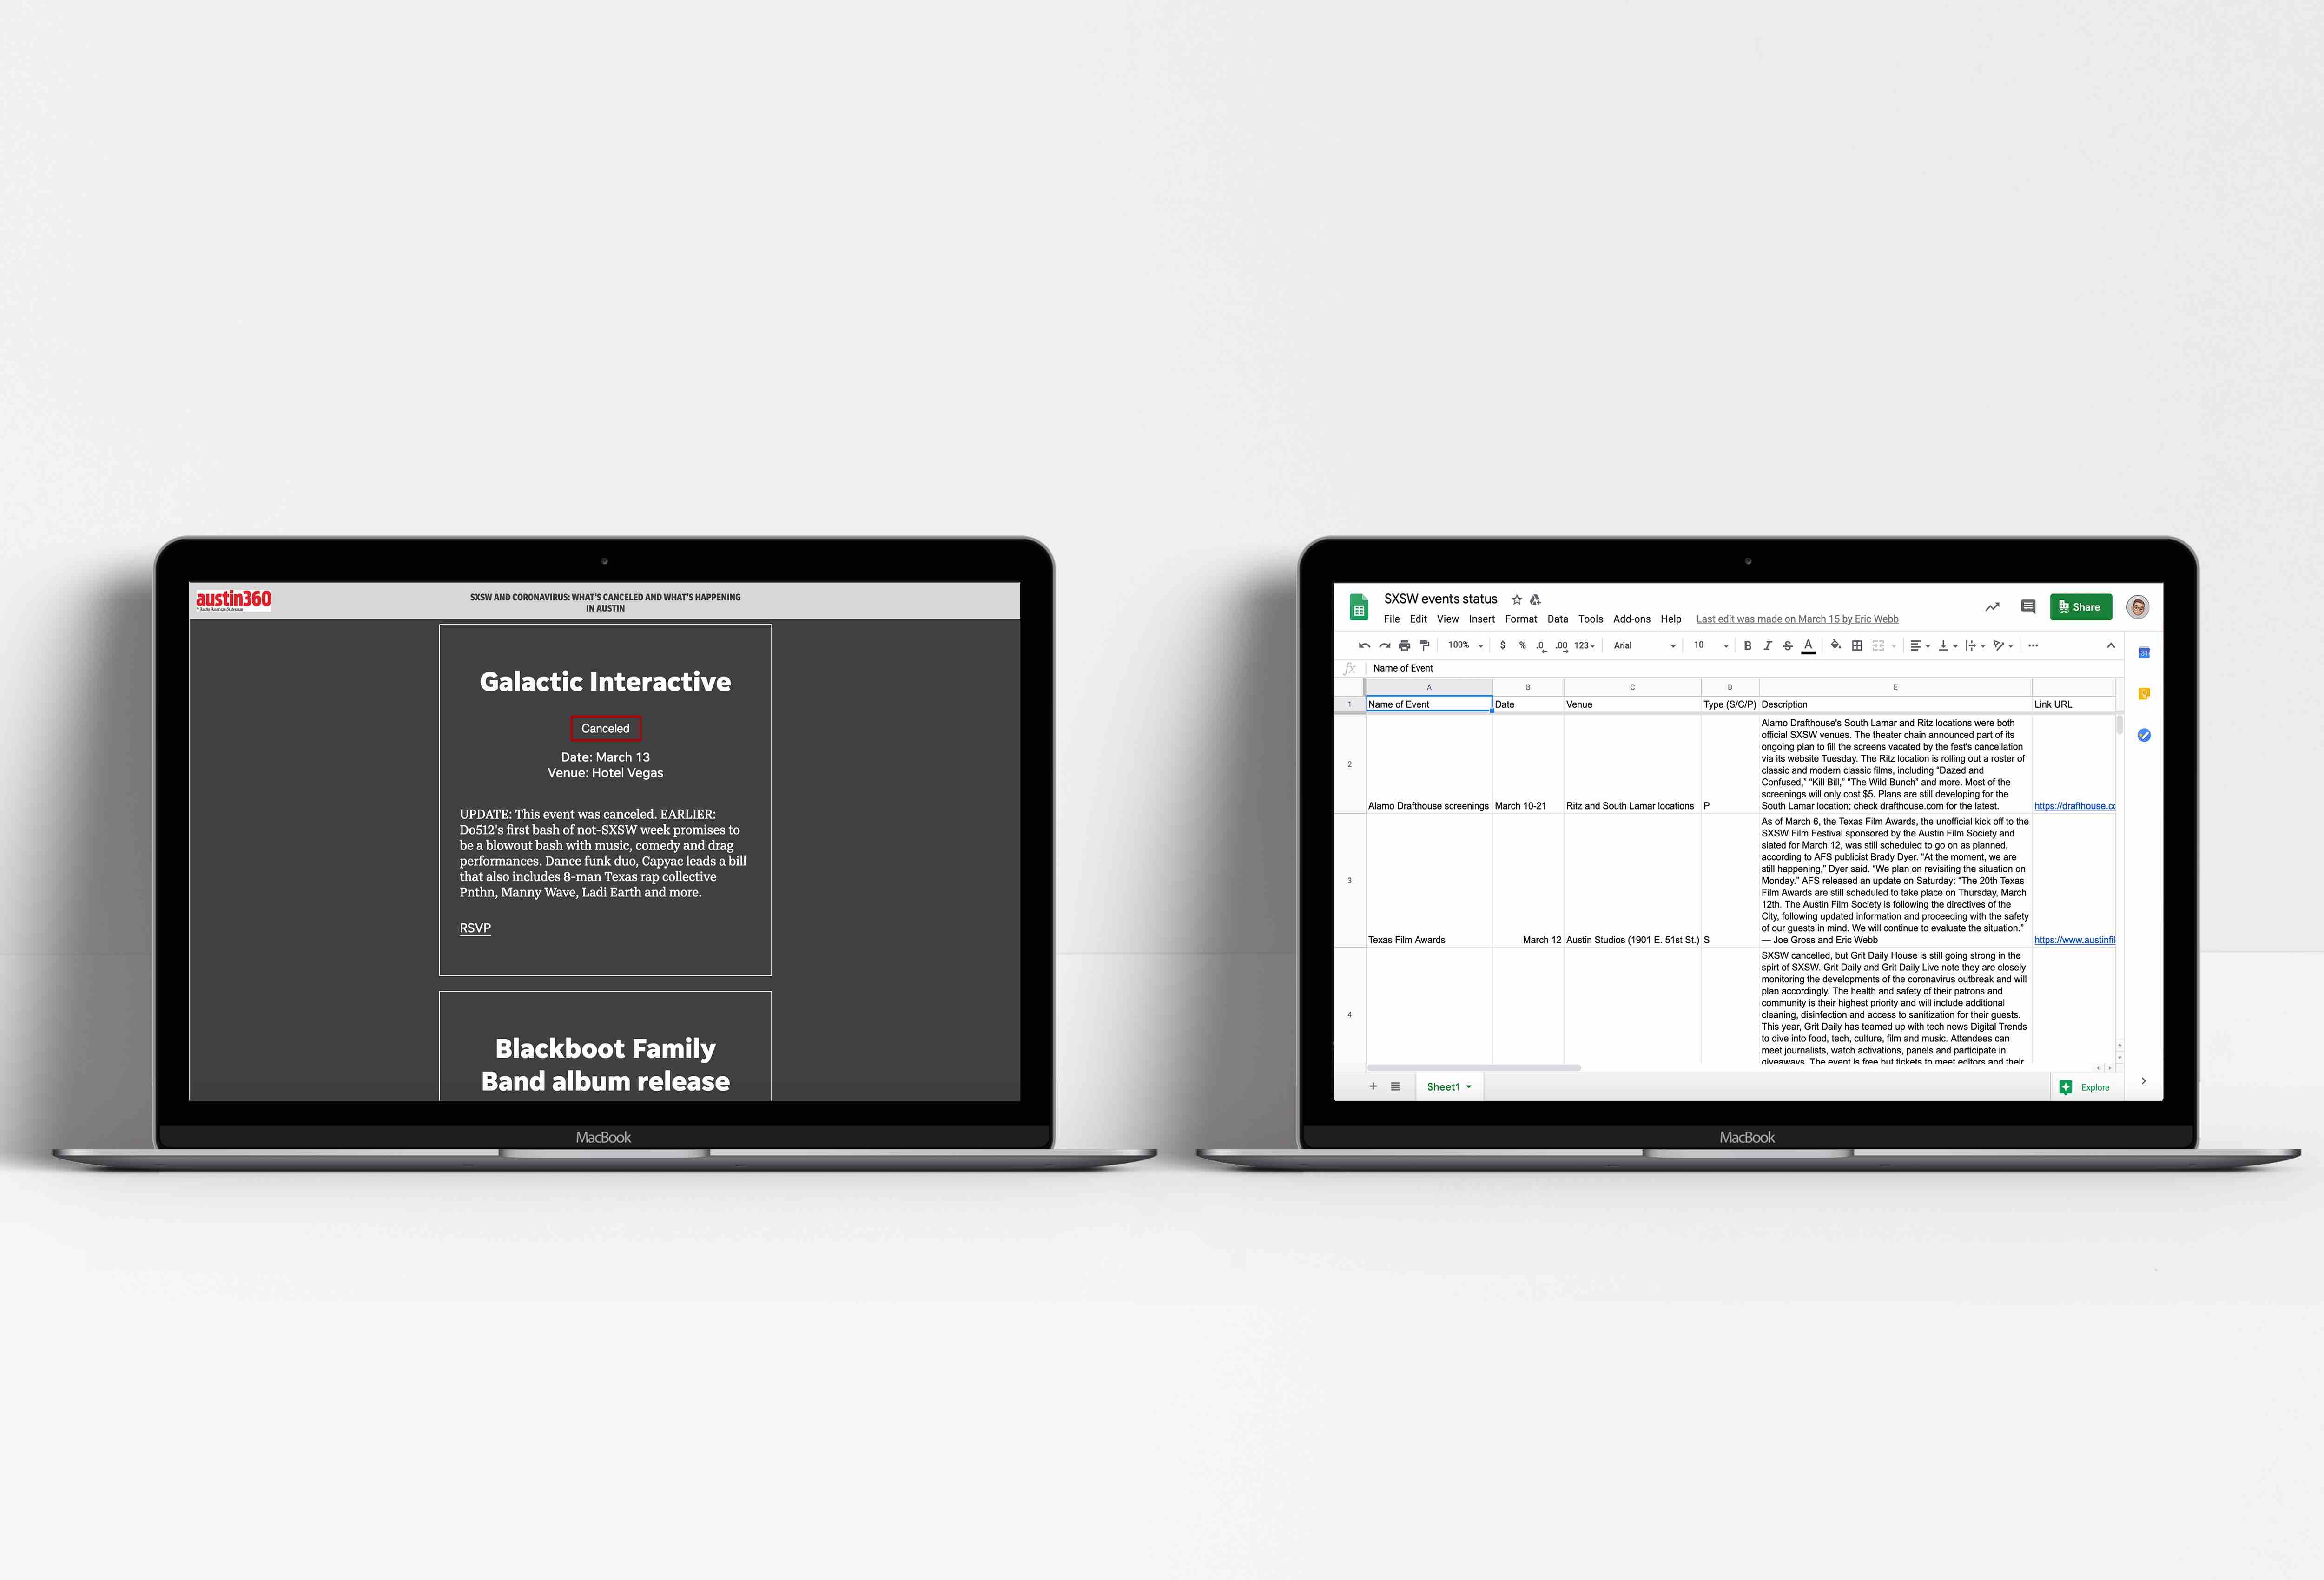 austin360
SXSW AND CORONAVIRUS: WHAT'S CANCELED AND WHAT'S HAPPENING
IN AUSTIN
Galactic Interactive
Canceled
Date: March 13
Venue: Hotel Vegas
UPDATE: This event was canceled. EARLIER:
Do512's first bash of not-SXSW week promises to
be a blowout bash with music, comedy and drag
performances. Dance funk duo, Capyac leads a bill
that also includes 8-man Texas rap collective
Pnthn, Manny Wave, Ladi Earth and more.
RSVP
Blackboot Family
Band album release
MacBook
SXSW events status
File Edit View Insert Format Data Tools Add-ons Help Last edit was made on March 15 by Eric Webb
Share
100% $ % .0 .00 123 Arial 10 B I S A
fx Name of Event
A B C D E
1 Name of Event Date Venue Type (S/C/P) Description Link URL
Alamo Drafthouse's South Lamar and Ritz locations were both
official SXSW venues. The theater chain announced part of its
ongoing plan to fill the screens vacated by the fest's cancellation
via its website Tuesday. The Ritz location is rolling out a roster of
classic and modern classic films, including "Dazed and
Confused," "Kill Bill," "The Wild Bunch" and more. Most of the
screenings will only cost $5. Plans are still developing for the
South Lamar location; check drafthouse.com for the latest.
2 Alamo Drafthouse screenings March 10-21 Ritz and South Lamar locations P https://drafthouse.cc
As of March 6, the Texas Film Awards, the unofficial kick off to the
SXSW Film Festival sponsored by the Austin Film Society and
slated for March 12, was still scheduled to go on as planned,
according to AFS publicist Brady Dyer. "At the moment, we are
still happening," Dyer said. "We plan on revisiting the situation on
Monday." AFS released an update on Saturday: "The 20th Texas
Film Awards are still scheduled to take place on Thursday, March
12th. The Austin Film Society is following the directives of the
City, following updated information and proceeding with the safety
of our guests in mind. We will continue to evaluate the situation."
— Joe Gross and Eric Webb
3 Texas Film Awards March 12 Austin Studios (1901 E. 51st St.) S https://www.austinfil
SXSW cancelled, but Grit Daily House is still going strong in the
spirt of SXSW. Grit Daily and Grit Daily Live note they are closely
monitoring the developments of the coronavirus outbreak and will
plan accordingly. The health and safety of their patrons and
community is their highest priority and will include additional
cleaning, disinfection and access to sanitization for their guests.
This year, Grit Daily has teamed up with tech news Digital Trends
to dive into food, tech, culture, film and music. Attendees can
meet journalists, watch activations, panels and participate in
giveaways. The event is free but tickets to meet editors and their
4
Sheet1
Explore
MacBook